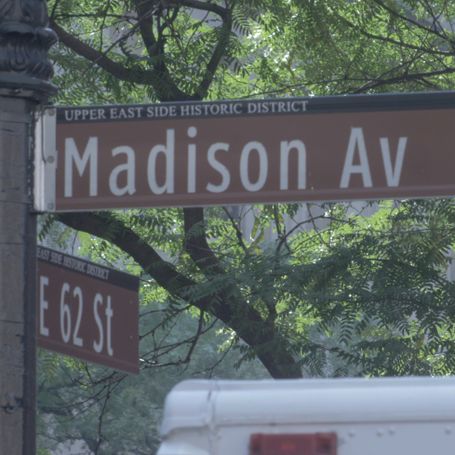 UPPER EAST SIDE HISTORIC DISTRICT
Madison Av
EAST SIDE HISTORIC DISTRICT
E 62 St